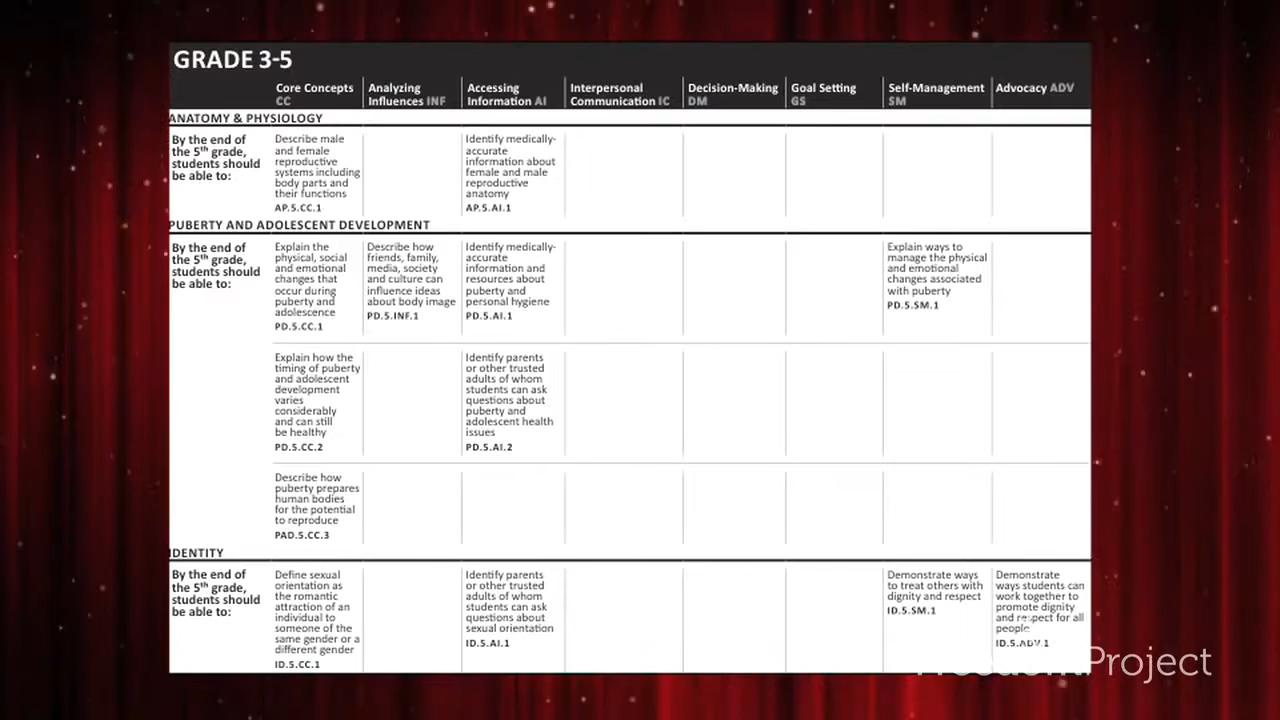 GRADE 3-5
Core Concepts
CC
Analyzing
Influences INF
Accessing
Information AI
Interpersonal
Communication IC
Decision-Making
DM
Goal Setting
GS
Self-Management
SM
Advocacy ADV
ANATOMY & PHYSIOLOGY
By the end of
the 5th grade,
students should
be able to:
Describe male
and female
reproductive
systems including
body parts and
their functions
AP.5.CC.1
Identify medically-
accurate
information about
female and male
reproductive
anatomy
AP.5.AI.1
PUBERTY AND ADOLESCENT DEVELOPMENT
By the end of
the 5th grade,
students should
be able to:
Explain the
physical, social
and emotional
changes that
occur during
puberty and
adolescence
PD.5.CC.1
Describe how
friends, family,
media, society
and culture can
influence ideas
about body image
PD.5.INF.1
Identify medically-
accurate
information and
resources about
puberty and
personal hygiene
PD.5.AI.1
Explain ways to
manage the physical
and emotional
changes associated
with puberty
PD.5.SM.1
Explain how the
timing of puberty
and adolescent
development
varies
considerably
and can still
be healthy
PD.5.CC.2
Identify parents
or other trusted
adults of whom
students can ask
questions about
puberty and
adolescent health
issues
PD.5.AI.2
Describe how
puberty prepares
human bodies
for the potential
to reproduce
PAD.5.CC.3
IDENTITY
By the end of
the 5th grade,
students should
be able to:
Define sexual
orientation as
the romantic
attraction of an
individual to
someone of the
same gender or a
different gender
ID.5.CC.1
Identify parents
or other trusted
adults of whom
students can ask
questions about
sexual orientation
ID.5.AI.1
Demonstrate ways
to treat others with
dignity and respect
ID.5.SM.1
Demonstrate
ways students can
work together to
promote dignity
and respect for all
people
ID.5.ADV.1
FreedomProject